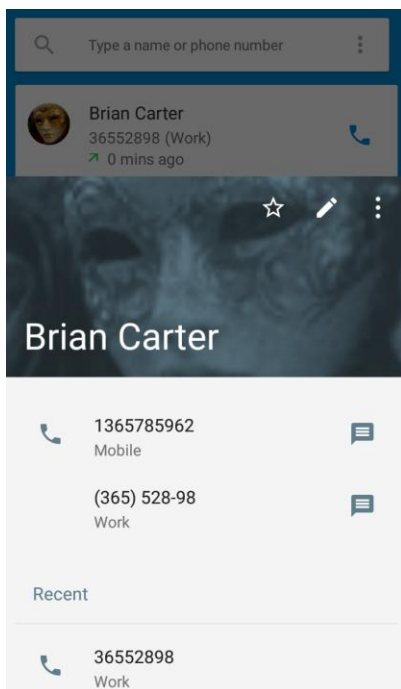 Type a name or phone number
Brian Carter
36552898 (Work)
0 mins ago
Brian Carter
1365785962
Mobile
(365) 528-98
Work
Recent
36552898
Work